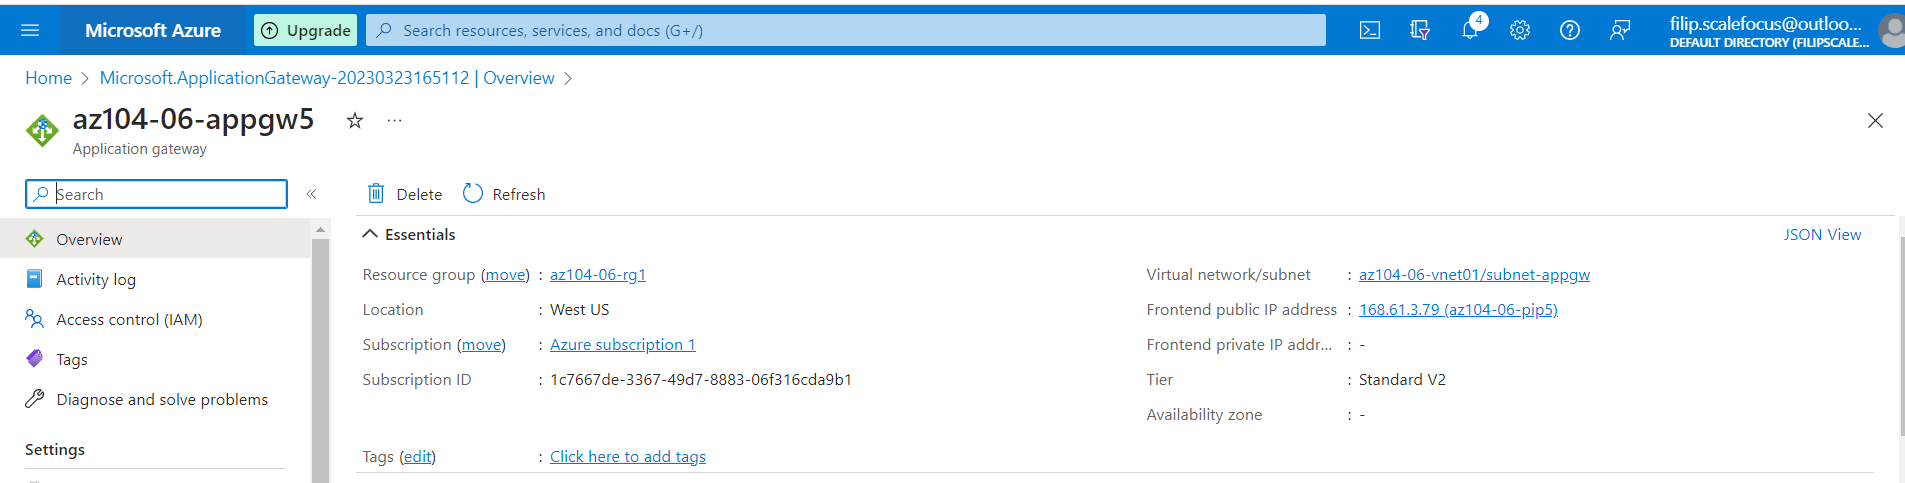 Microsoft Azure
Upgrade
Search resources, services, and docs (G+/)
4
filip.scalefocus@outloo...
DEFAULT DIRECTORY (FILIPSCALE...
Home > Microsoft.ApplicationGateway-20230323165112 | Overview >
az104-06-appgw5
Application gateway
Search
Delete
Refresh
Overview
Activity log
Access control (IAM)
Tags
Diagnose and solve problems
Settings
Essentials
JSON View
Resource group (move) : az104-06-rg1
Location : West US
Subscription (move) : Azure subscription 1
Subscription ID : 1c7667de-3367-49d7-8883-06f316cda9b1
Virtual network/subnet : az104-06-vnet01/subnet-appgw
Frontend public IP address : 168.61.3.79 (az104-06-pip5)
Frontend private IP addr... : -
Tier : Standard V2
Availability zone : -
Tags (edit) : Click here to add tags